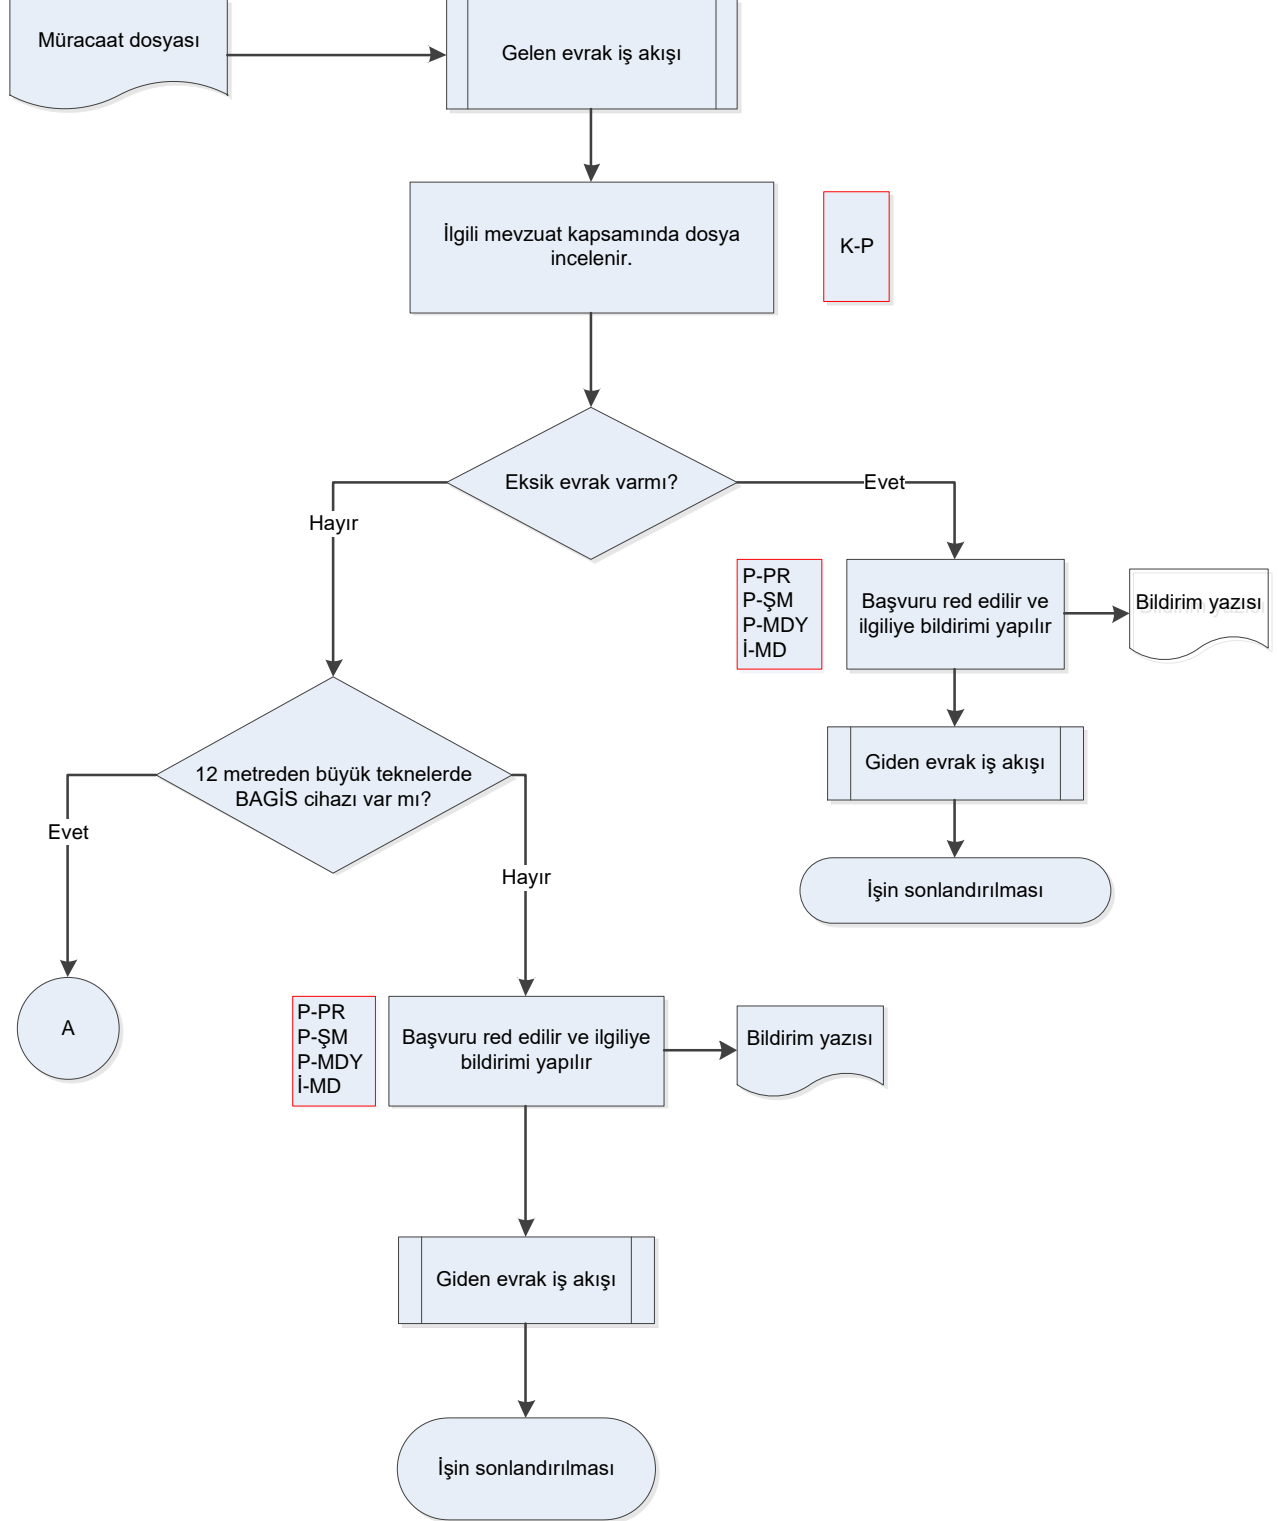 Müracaat dosyası
Gelen evrak iş akışı
İlgili mevzuat kapsamında dosya
incelenir.
K-P
Eksik evrak varmı?
Evet
Hayır
P-PR
P-ŞM
P-MDY
İ-MD
Başvuru red edilir ve
ilgiliye bildirimi yapılır
Bildirim yazısı
Giden evrak iş akışı
İşin sonlandırılması
12 metreden büyük teknelerde
BAGİS cihazı var mı?
Evet
Hayır
A
P-PR
P-ŞM
P-MDY
İ-MD
Başvuru red edilir ve ilgiliye
bildirimi yapılır
Bildirim yazısı
Giden evrak iş akışı
İşin sonlandırılması